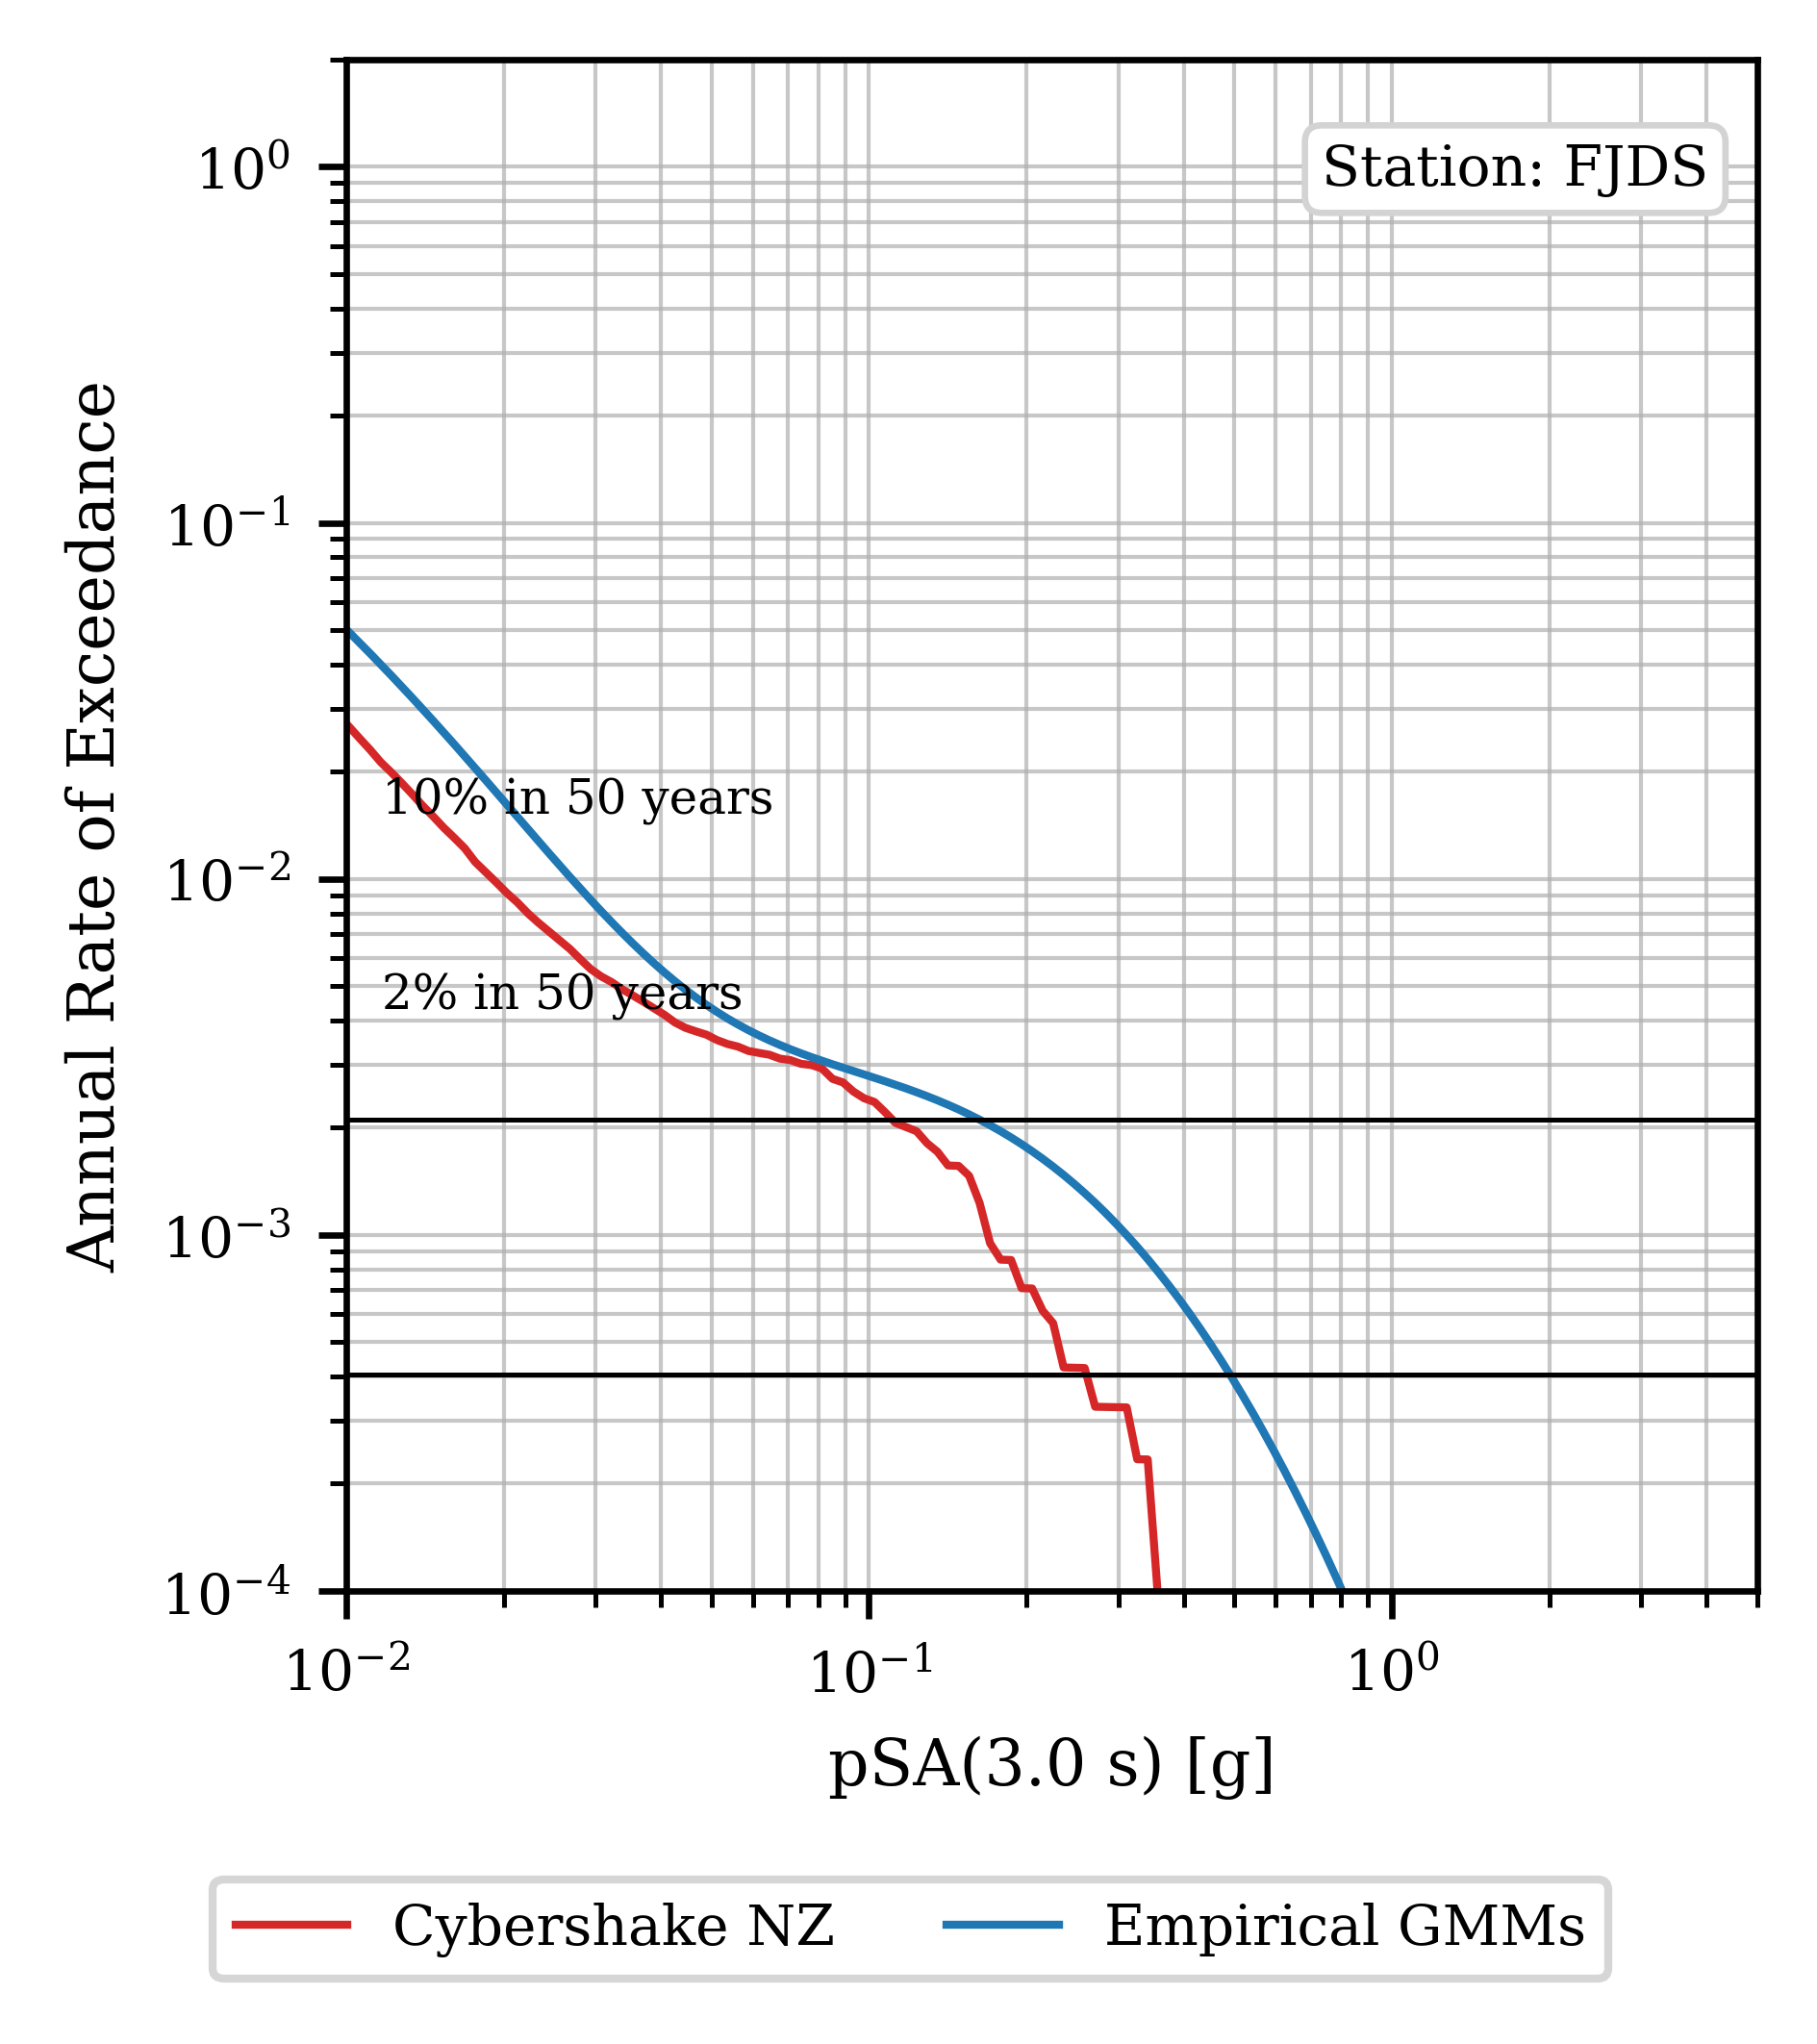 Station: FJDS
10⁰
10⁻¹
10⁻²
10⁻³
10⁻⁴
Annual Rate of Exceedance
10% in 50 years
2% in 50 years
10⁻² 10⁻¹ 10⁰
pSA(3.0 s) [g]
Cybershake NZ Empirical GMMs